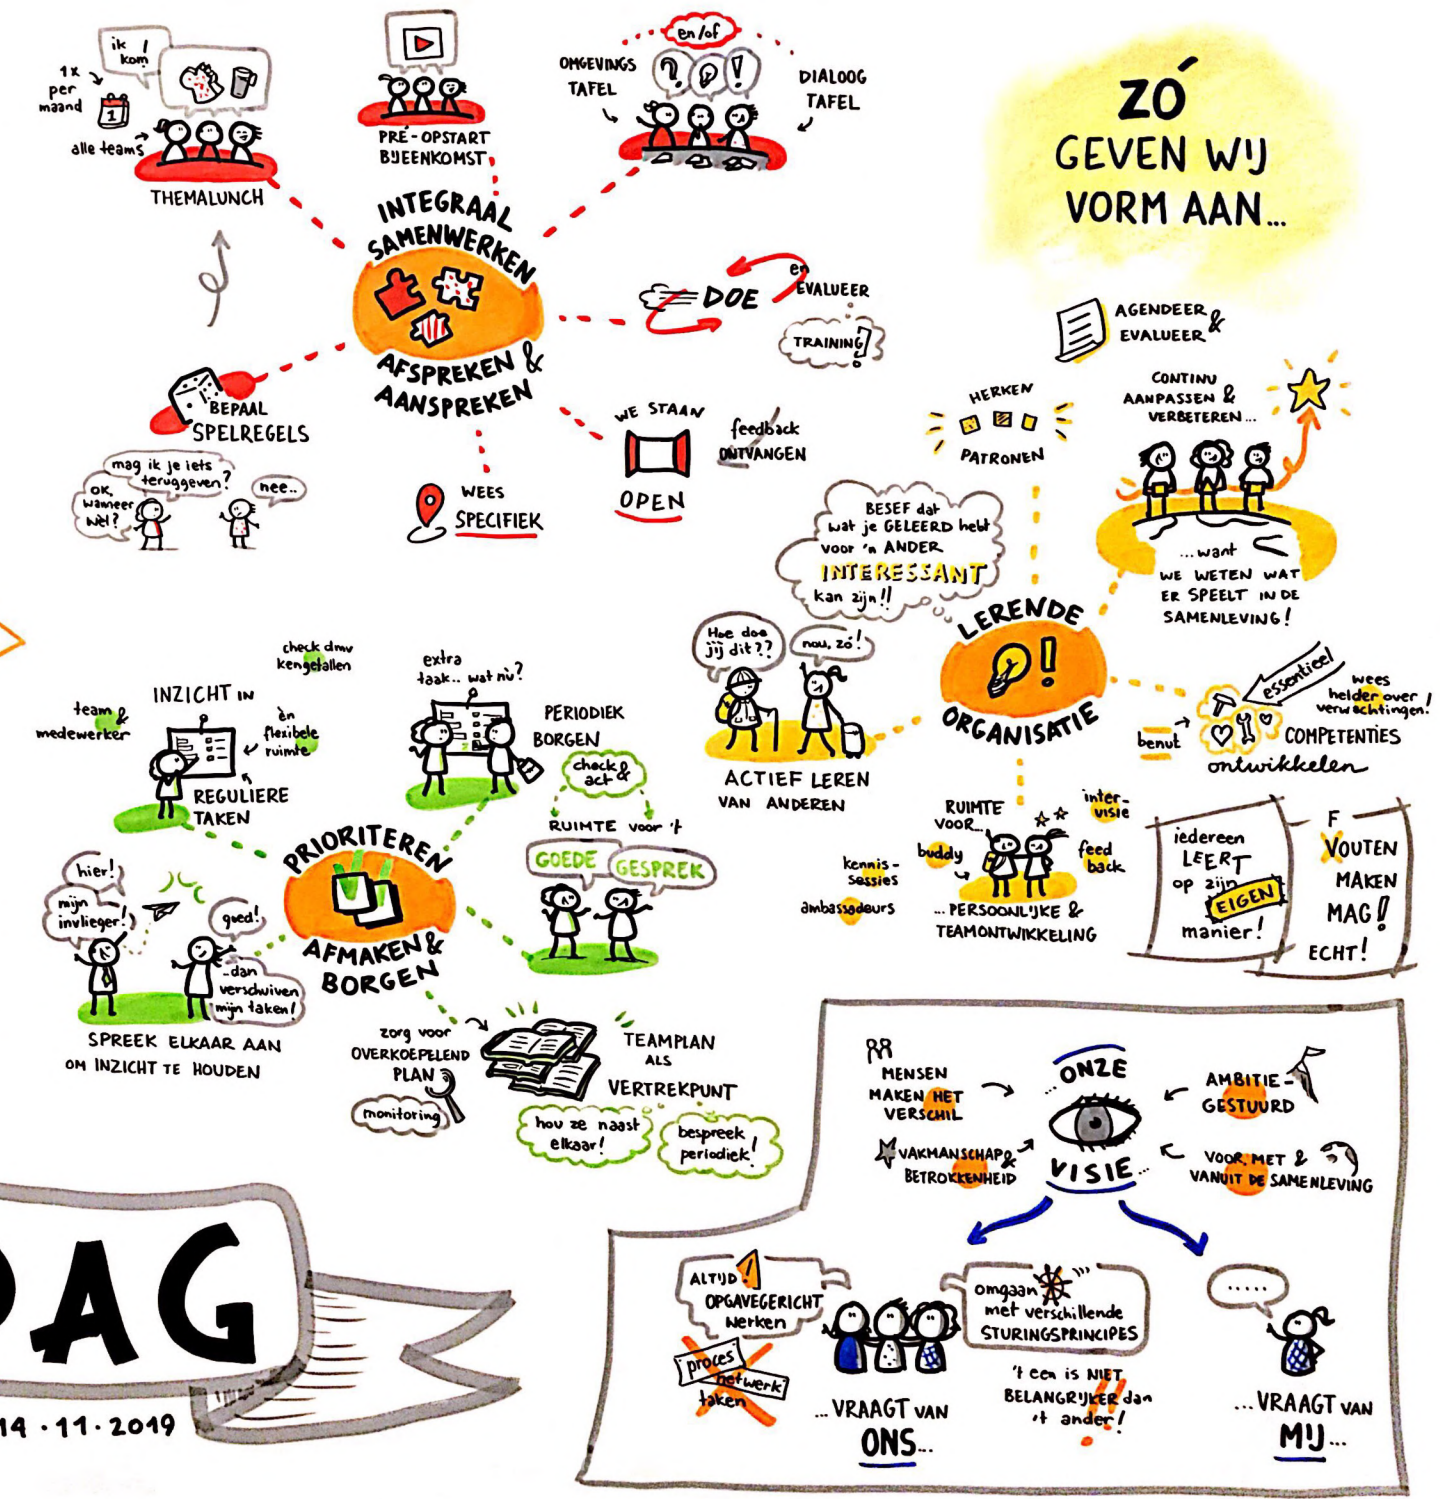 ZÓ
GEVEN WIJ
VORM AAN...
ik
kom!
1x
per
maand
1
alle teams
THEMALUNCH
PRÉ-OPSTART
BIJEENKOMST
en/of
OMGEVINGS
TAFEL
? !
DIALOOG
TAFEL
INTEGRAAL
SAMENWERKEN
AFSPREKEN &
AANSPREKEN
DOE
en
EVALUEER
TRAINING!
BEPAAL
SPELREGELS
mag ik je iets
teruggeven?
OK,
wanneer
wel?
nee..
WEES
SPECIFIEK
WE STAAN
OPEN
feedback
ONTVANGEN
AGENDEER &
EVALUEER
HERKEN
PATRONEN
CONTINU
AANPASSEN &
VERBETEREN...
...want
WE WETEN WAT
ER SPEELT IN DE
SAMENLEVING!
BESEF dat
wat je GELEERD hebt
voor 'n ANDER
INTERESSANT
kan zijn!!
LERENDE
!
ORGANISATIE
Hoe doe
jij dit??
nou, zó!
ACTIEF LEREN
VAN ANDEREN
essentieel
wees
helder over
verwachtingen!
benut
COMPETENTIES
ontwikkelen
RUIMTE
VOOR...
inter-
visie
buddy
feed
back
kennis-
sessies
ambassadeurs
...PERSOONLIJKE &
TEAMONTWIKKELING
iedereen
LEERT
op zijn
EIGEN
manier!
F
VOUTEN
MAKEN
MAG!
ECHT!
check dmv
kengetallen
INZICHT IN
team &
medewerker
èn
flexibele
ruimte
REGULIERE
TAKEN
extra
taak.. wat nù?
PERIODIEK
BORGEN
check &
act
RUIMTE voor 't
GOEDE GESPREK
PRIORITEREN
AFMAKEN &
BORGEN
hier!
mijn
invlieger!
goed!
..dan
verschuiven
mijn taken!
SPREEK ELKAAR AAN
OM INZICHT TE HOUDEN
zorg voor
OVERKOEPELEND
PLAN
monitoring
TEAMPLAN
ALS
VERTREKPUNT
hou ze naast
elkaar!
bespreek
periodiek!
DAG
14.11.2019
...ONZE
VISIE...
MENSEN
MAKEN HET
VERSCHIL
VAKMANSCHAP &
BETROKKENHEID
AMBITIE-
GESTUURD
VOOR, MET &
VANUIT DE SAMENLEVING
ALTIJD !
OPGAVEGERICHT
werken
proces
netwerk
taken
...VRAAGT VAN
ONS...
omgaan
met verschillende
STURINGSPRINCIPES
't een is NIET
BELANGRIJKER dan
't ander!
!!
.....
...VRAAGT VAN
MIJ...